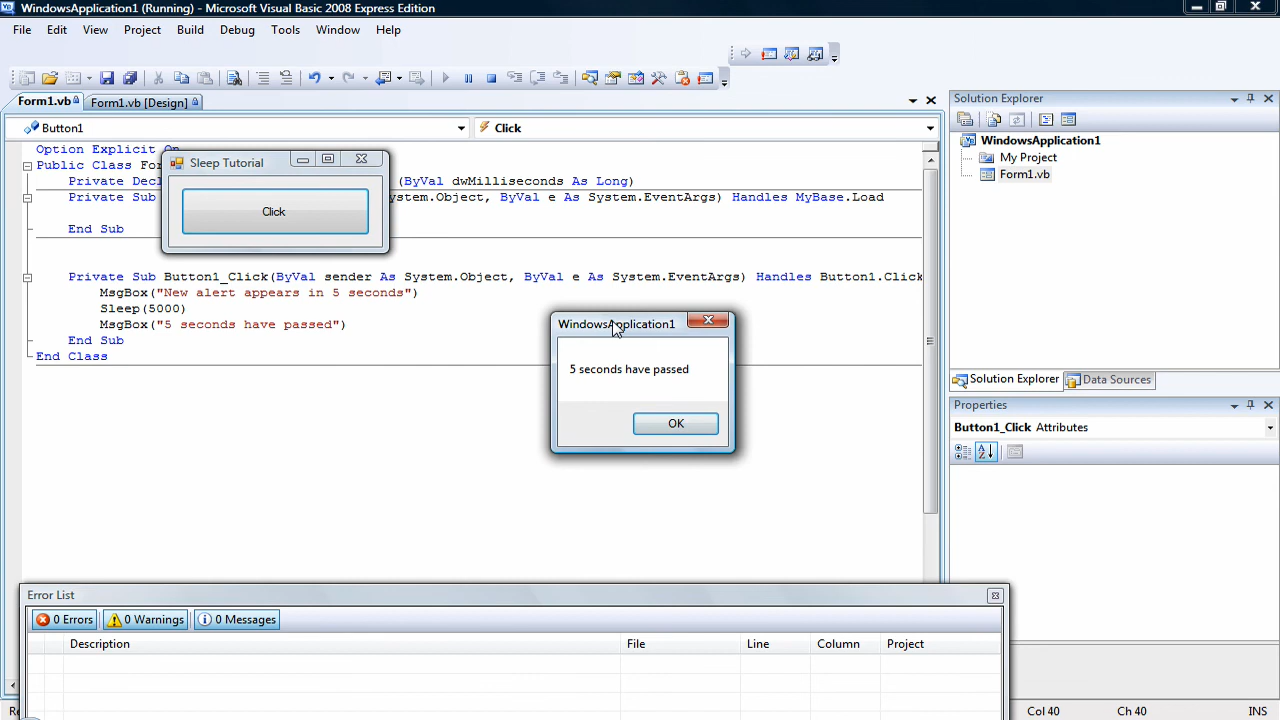 WindowsApplication1 (Running) - Microsoft Visual Basic 2008 Express Edition
File Edit View Project Build Debug Tools Window Help
Form1.vb Form1.vb [Design]
Button1 Click
Option Explicit On
Public Class For
Private Decl (ByVal dwMilliseconds As Long)
Private Sub ystem.Object, ByVal e As System.EventArgs) Handles MyBase.Load
End Sub
Private Sub Button1_Click(ByVal sender As System.Object, ByVal e As System.EventArgs) Handles Button1.Click
MsgBox("New alert appears in 5 seconds")
Sleep(5000)
MsgBox("5 seconds have passed")
End Sub
End Class
Sleep Tutorial
Click
WindowsApplication1
5 seconds have passed
OK
Solution Explorer
WindowsApplication1
My Project
Form1.vb
Solution Explorer Data Sources
Properties
Button1_Click Attributes
Error List
0 Errors 0 Warnings 0 Messages
Description File Line Column Project
Col 40 Ch 40 INS